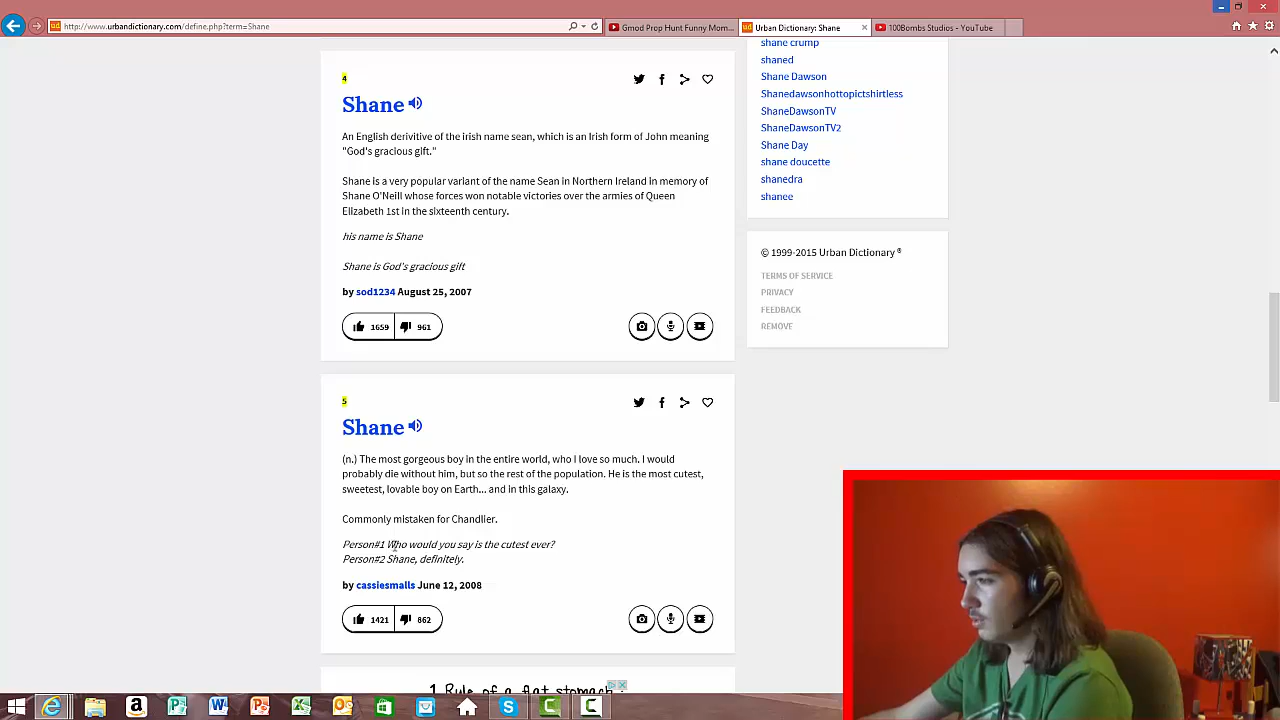 http://www.urbandictionary.com/define.php?term=Shane
Gmod Prop Hunt Funny Mom...
Urban Dictionary: Shane
100Bombs Studios - YouTube
4
Shane
An English derivitive of the irish name sean, which is an Irish form of John meaning
"God's gracious gift."
Shane is a very popular variant of the name Sean in Northern Ireland in memory of
Shane O'Neill whose forces won notable victories over the armies of Queen
Elizabeth 1st in the sixteenth century.
his name is Shane
Shane is God's gracious gift
by sod1234 August 25, 2007
1659
961
5
Shane
(n.) The most gorgeous boy in the entire world, who I love so much. I would
probably die without him, but so the rest of the population. He is the most cutest,
sweetest, lovable boy on Earth... and in this galaxy.
Commonly mistaken for Chandlier.
Person#1 Who would you say is the cutest ever?
Person#2 Shane, definitely.
by cassiesmalls June 12, 2008
1421
862
1 Rule of a flat stomach:
shane crump
shaned
Shane Dawson
Shanedawsonhottopictshirtless
ShaneDawsonTV
ShaneDawsonTV2
Shane Day
shane doucette
shanedra
shanee
© 1999-2015 Urban Dictionary ®
TERMS OF SERVICE
PRIVACY
FEEDBACK
REMOVE